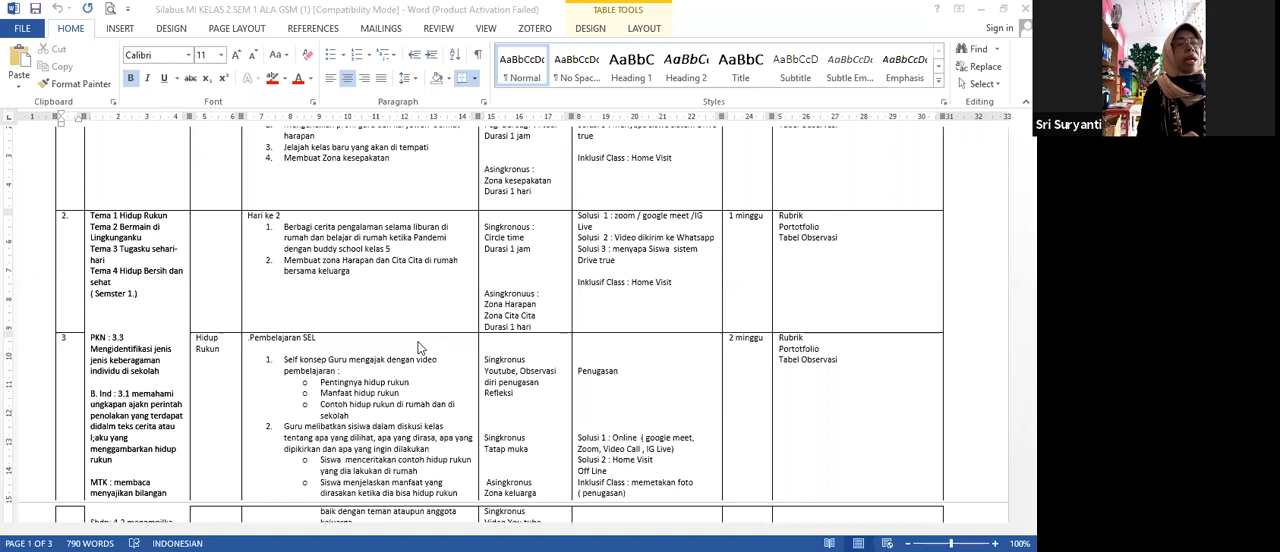 Silabus MI KELAS 2 SEM 1 ALA GSM (1) [Compatibility Mode] - Word (Product Activation Failed)
TABLE TOOLS
FILE
HOME
INSERT
DESIGN
PAGE LAYOUT
REFERENCES
MAILINGS
REVIEW
VIEW
ZOTERO
DESIGN
LAYOUT
Sign in
Paste
Cut
Copy
Format Painter
Clipboard
Calibri
11
Font
Paragraph
AaBbCcDc
¶ Normal
AaBbCcDc
¶ No Spac...
AaBbC
Heading 1
AaBbCc
Heading 2
AaBbC
Title
AaBbCcD
Subtitle
AaBbCcDc
Subtle Em...
AaBbCcDc
Emphasis
Styles
Find
Replace
Select
Editing
Sri Suryanti
harapan
3. Jelajah kelas baru yang akan di tempati
4. Membuat Zona kesepakatan
Durasi 1 jam
Asingkronus :
Zona kesepakatan
Durasi 1 hari
true
Inklusif Class : Home Visit
2.
Tema 1 Hidup Rukun
Tema 2 Bermain di
Lingkunganku
Tema 3 Tugasku sehari-
hari
Tema 4 Hidup Bersih dan
sehat
( Semster 1.)
Hari ke 2
1. Berbagi cerita pengalaman selama liburan di
rumah dan belajar di rumah ketika Pandemi
dengan buddy school kelas 5
2. Membuat zona Harapan dan Cita Cita di rumah
bersama keluarga
Singkronous :
Circle time
Durasi 1 jam
Asingkronuus :
Zona Harapan
Zona Cita Cita
Durasi 1 hari
Solusi 1 : zoom / google meet /IG
Live
Solusi 2 : Video dikirim ke Whatsapp
Solusi 3 : menyapa Siswa sistem
Drive true
Inklusif Class : Home Visit
1 minggu
Rubrik
Portotfolio
Tabel Observasi
3
PKN : 3.3
Mengidentifikasi jenis
jenis keberagaman
individu di sekolah
B. Ind : 3.1 memahami
ungkapan ajakn perintah
penolakan yang terdapat
didalm teks cerita atau
l;aku yang
menggambarkan hidup
rukun
MTK : membaca
menyajikan bilangan
Hidup
Rukun
.Pembelajaran SEL
1. Self konsep Guru mengajak dengan video
pembelajaran :
o Pentingnya hidup rukun
o Manfaat hidup rukun
o Contoh hidup rukun di rumah dan di
sekolah
2. Guru melibatkan sisiwa dalam diskusi kelas
tentang apa yang dilihat, apa yang dirasa, apa yang
dipikirkan dan apa yang ingin dilakukan
o Siswa menceritakan contoh hidup rukun
yang dia lakukan di rumah
o Siswa menjelaskan manfaat yang
dirasakan ketika dia bisa hidup rukun
baik dengan teman ataupun anggota
Singkronus
Youtube, Observasi
diri penugasan
Refleksi
Singkronus
Tatap muka
Asingkronus
Zona keluarga
Singkronus
Penugasan
Solusi 1 : Online ( google meet,
Zoom, Video Call , IG Live)
Solusi 2 : Home Visit
Off Line
Inklusif Class : memetakan foto
( penugasan)
2 minggu
Rubrik
Portotfolio
Tabel Observasi
PAGE 1 OF 3
790 WORDS
INDONESIAN
100%